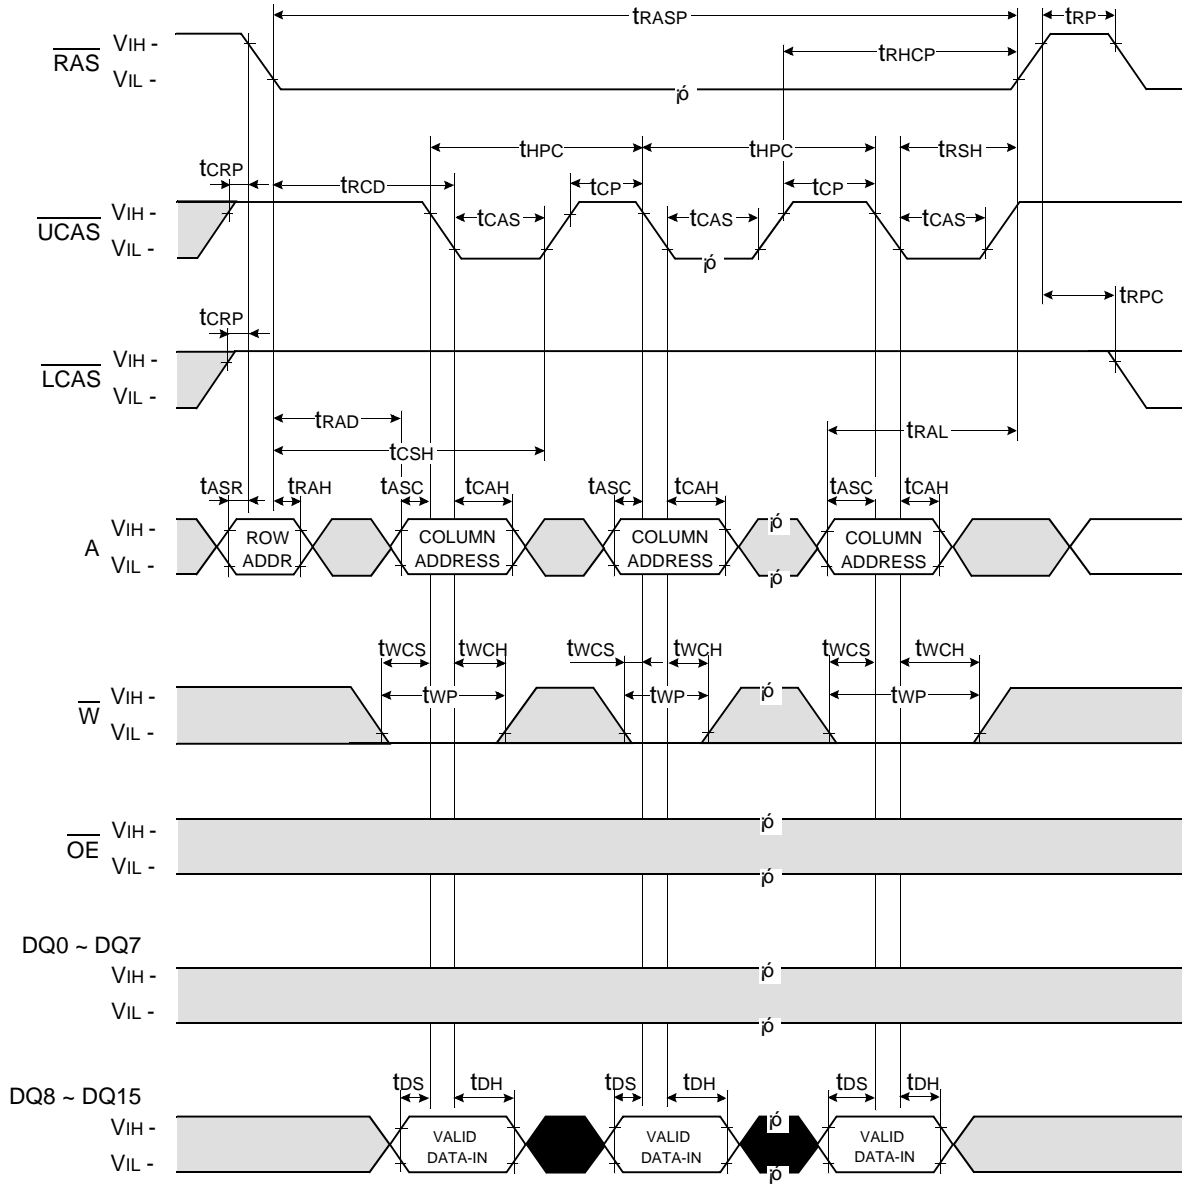 tRASP tRP
RAS VIH -
tRHCP
VIL -
¡ó
tHPC tHPC tRSH
tCRP tRCD tCP tCP
UCAS VIH -
tCAS tCAS tCAS
VIL -
¡ó
tRPC
tCRP
LCAS VIH -
VIL -
tRAD tRAL
tCSH
tASR tRAH tASC tCAH tASC tCAH tASC tCAH
A VIH -
VIL -
ROW ADDR. COLUMN ADDRESS COLUMN ADDRESS ¡ó COLUMN ADDRESS
¡ó
tWCS tWCH tWCS tWCH tWCS tWCH
W VIH -
tWP tWP ¡ó tWP
VIL -
OE VIH - ¡ó
VIL - ¡ó
DQ0 ~ DQ7
VIH - ¡ó
VIL - ¡ó
tDS tDH tDS tDH tDS tDH
DQ8 ~ DQ15
VIH - ¡ó
VALID DATA-IN VALID DATA-IN VALID DATA-IN
VIL - ¡ó